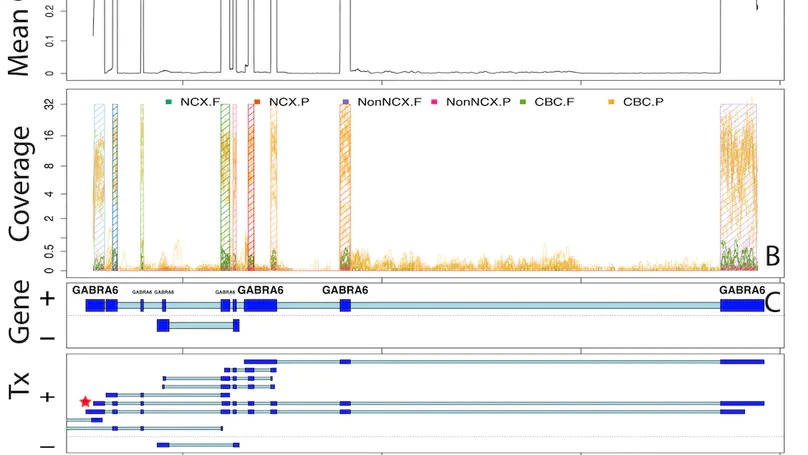 Mean
0.2
0.1
0
Coverage
32
16
8
4
2
0.5
0
NCX.F NCX.P NonNCX.F NonNCX.P CBC.F CBC.P
B
Gene
+
−
GABRA6 GABRA6 GABRA6 GABRA6 GABRA6 GABRA6 GABRA6
C
Tx
+
−